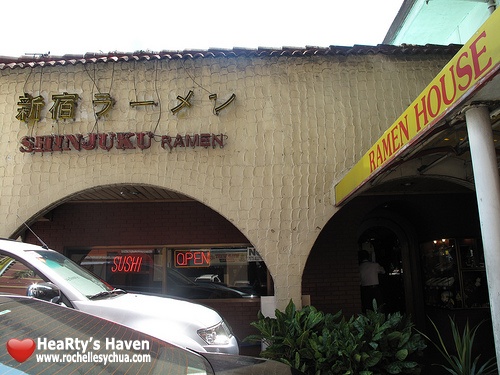 新宿ラーメン
SHINJUKU RAMEN
RAMEN HOUSE
SUSHI
OPEN
HeaRty's Haven
www.rochellesychua.com